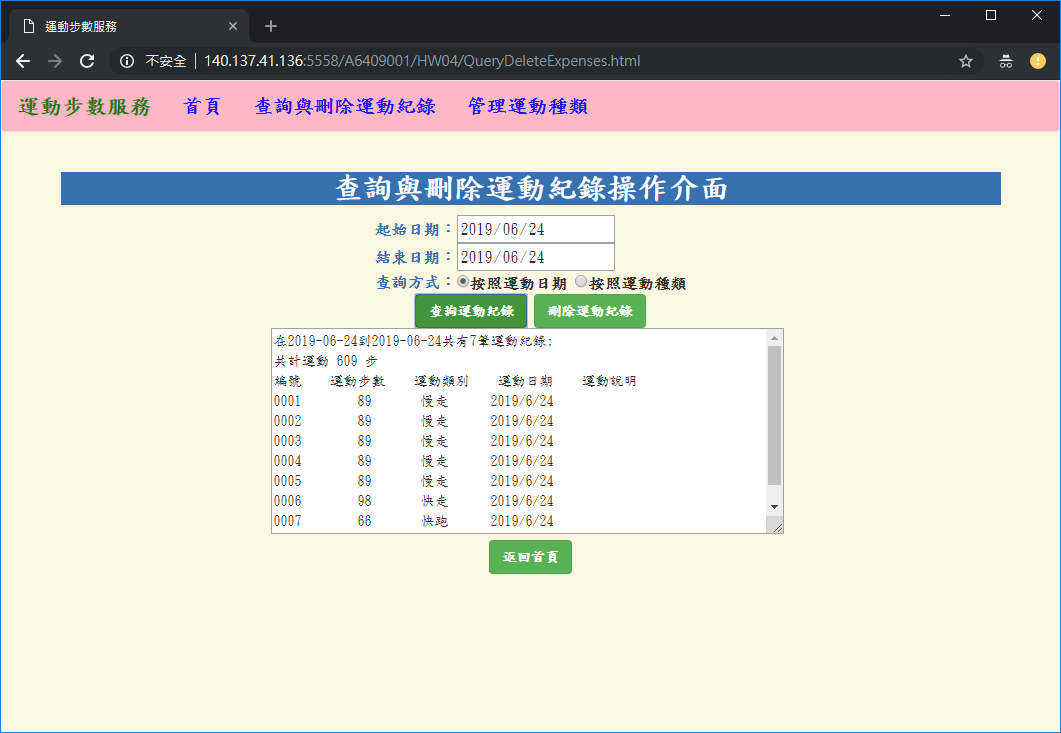 運動步數服務
不安全 140.137.41.136:5558/A6409001/HW04/QueryDeleteExpenses.html
運動步數服務 首頁 查詢與刪除運動紀錄 管理運動種類
查詢與刪除運動紀錄操作介面
起始日期：2019/06/24
結束日期：2019/06/24
查詢方式：按照運動日期 按照運動種類
查詢運動紀錄 刪除運動紀錄
在2019-06-24到2019-06-24共有7筆運動紀錄:
共計運動 609 步
編號 運動步數 運動類別 運動日期 運動說明
0001 89 慢走 2019/6/24
0002 89 慢走 2019/6/24
0003 89 慢走 2019/6/24
0004 89 慢走 2019/6/24
0005 89 慢走 2019/6/24
0006 98 快走 2019/6/24
0007 66 快跑 2019/6/24
返回首頁